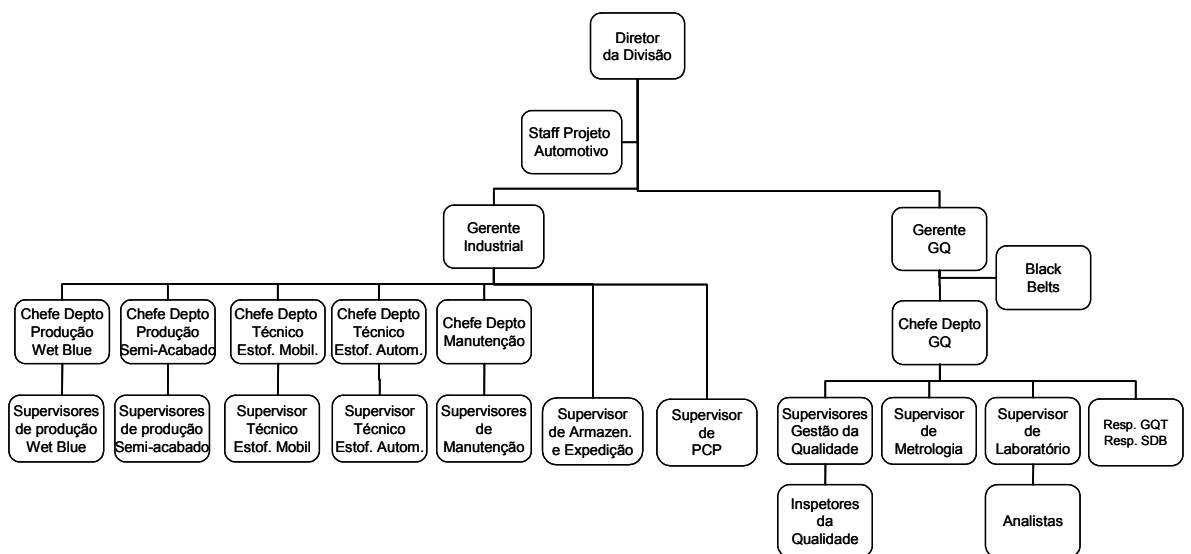 Diretor
da Divisão
Staff Projeto
Automotivo
Gerente
Industrial
Gerente
GQ
Black
Belts
Chefe Depto
Produção
Wet Blue
Chefe Depto
Produção
Semi-Acabado
Chefe Depto
Técnico
Estof. Mobil.
Chefe Depto
Técnico
Estof. Autom.
Chefe Depto
Manutenção
Chefe Depto
GQ
Supervisores
de produção
Wet Blue
Supervisores
de produção
Semi-acabado
Supervisor
Técnico
Estof. Mobil
Supervisor
Técnico
Estof. Autom.
Supervisores
de
Manutenção
Supervisor
de Armazen.
e Expedição
Supervisor
de
PCP
Supervisores
Gestão da
Qualidade
Supervisor
de
Metrologia
Supervisor
de
Laboratório
Resp. GQT
Resp. SDB
Inspetores
da
Qualidade
Analistas